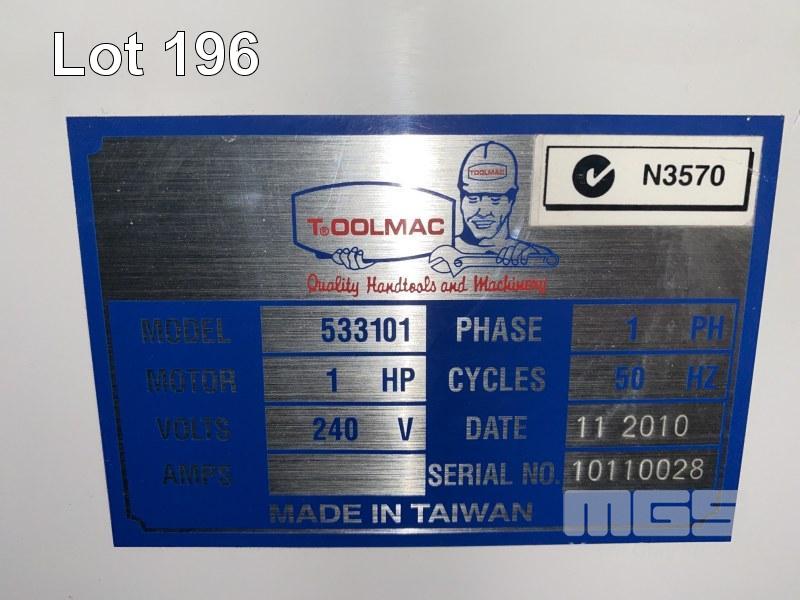 Lot 196
N3570
TOOLMAC
T®OOLMAC
Quality Handtools and Machinery
MODEL 533101 PHASE 1 PH
MOTOR 1 HP CYCLES 50 HZ
VOLTS 240 V DATE 11 2010
AMPS SERIAL NO. 10110028
MADE IN TAIWAN
MGS